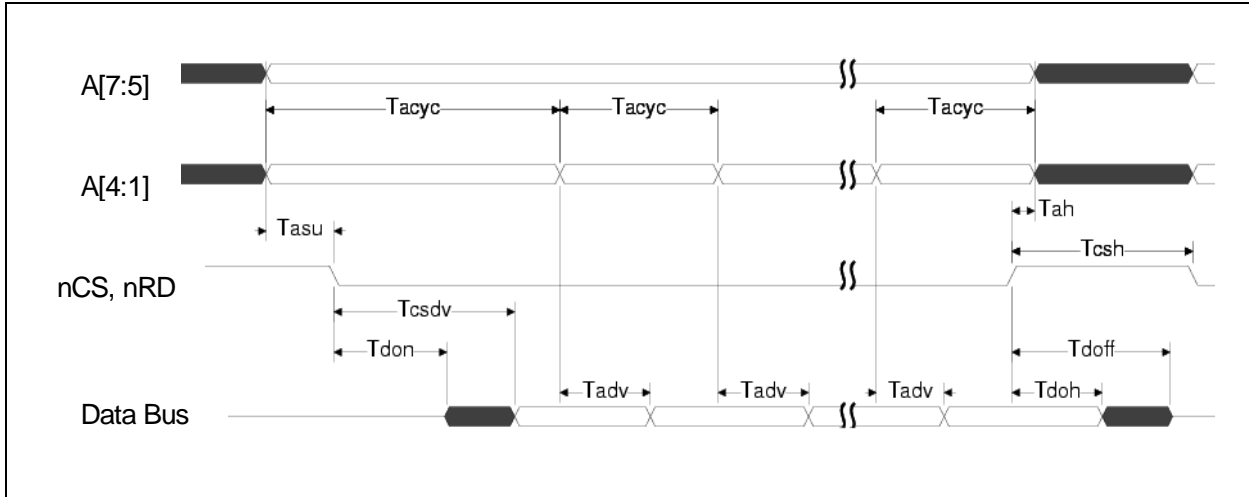 A[7:5]
Tacyc Tacyc Tacyc
A[4:1]
Tah
Tasu
Tcsh
nCS, nRD
Tcsdv
Tdon Tdoff
Tadv Tadv Tadv Tdoh
Data Bus